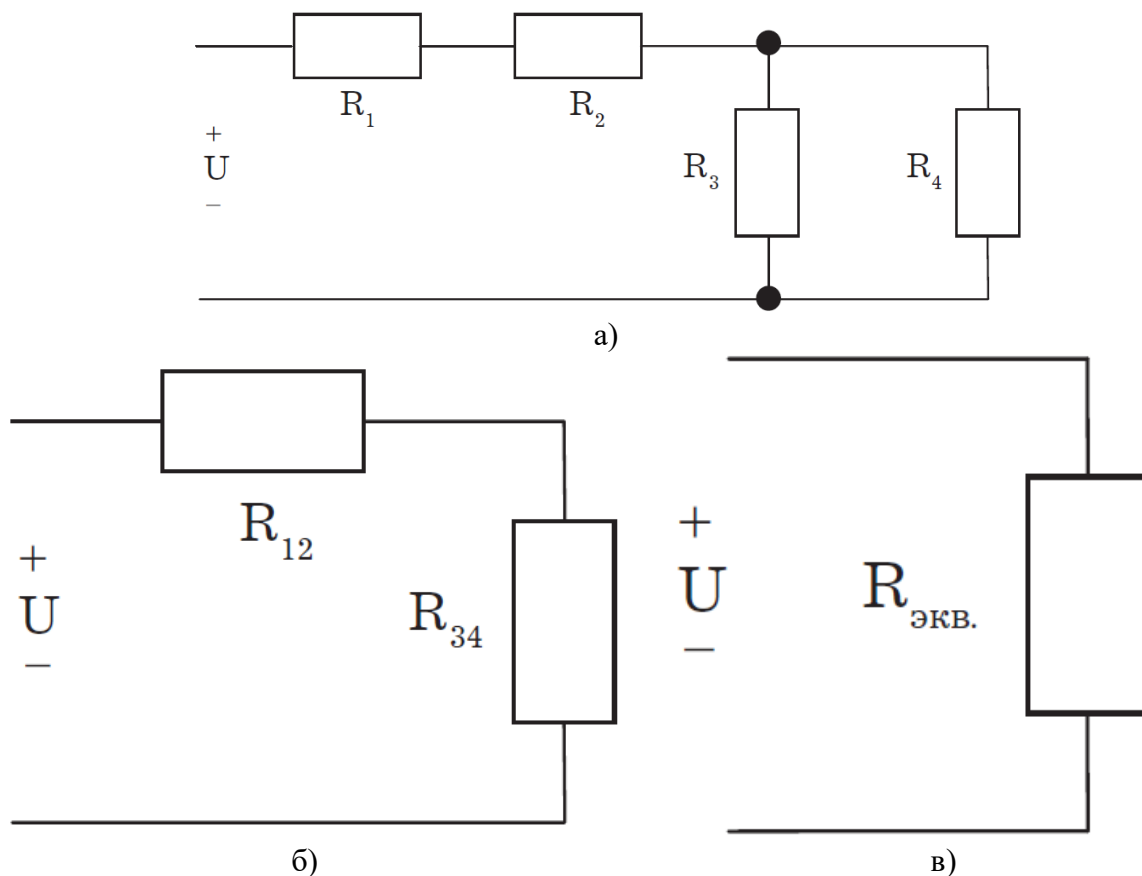 R₁
R₂
+
U
−
R₃
R₄
а)
R₁₂
+
U
−
R₃₄
+
U
−
Rэкв.
б)
в)